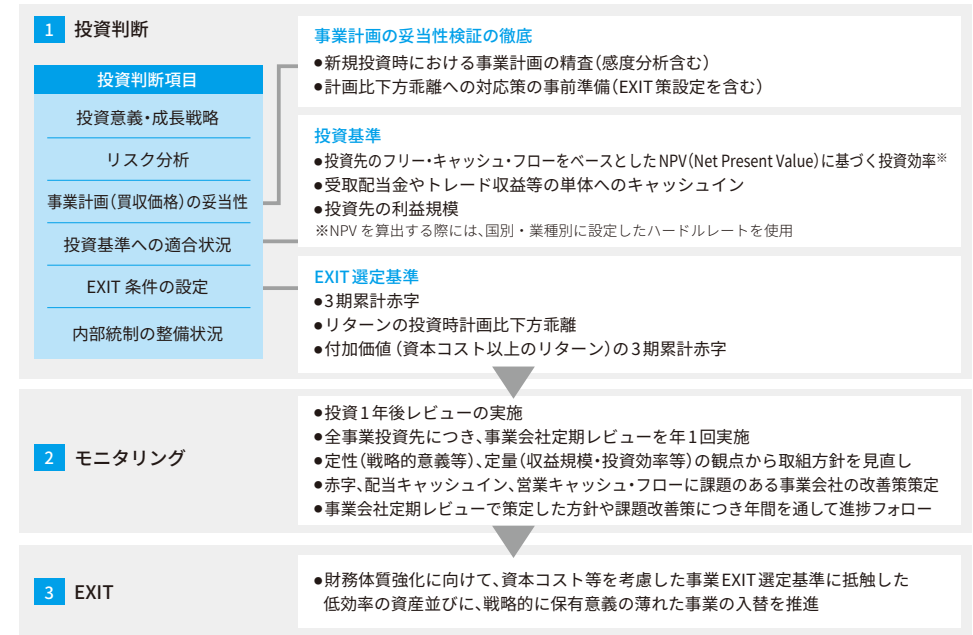 1 投資判断
投資判断項目
投資意義・成長戦略
リスク分析
事業計画（買収価格）の妥当性
投資基準への適合状況
EXIT 条件の設定
内部統制の整備状況
事業計画の妥当性検証の徹底
●新規投資時における事業計画の精査（感度分析含む）
●計画比下方乖離への対応策の事前準備（EXIT策設定を含む）
投資基準
●投資先のフリー・キャッシュ・フローをベースとしたNPV（Net Present Value）に基づく投資効率※
●受取配当金やトレード収益等の単体へのキャッシュイン
●投資先の利益規模
※NPV を算出する際には、国別・業種別に設定したハードルレートを使用
EXIT選定基準
●3期累計赤字
●リターンの投資時計画比下方乖離
●付加価値（資本コスト以上のリターン）の3期累計赤字
2 モニタリング
●投資1年後レビューの実施
●全事業投資先につき、事業会社定期レビューを年1回実施
●定性（戦略的意義等）、定量（収益規模・投資効率等）の観点から取組方針を見直し
●赤字、配当キャッシュイン、営業キャッシュ・フローに課題のある事業会社の改善策策定
●事業会社定期レビューで策定した方針や課題改善策につき年間を通して進捗フォロー
3 EXIT
●財務体質強化に向けて、資本コスト等を考慮した事業EXIT選定基準に抵触した
低効率の資産並びに、戦略的に保有意義の薄れた事業の入替を推進